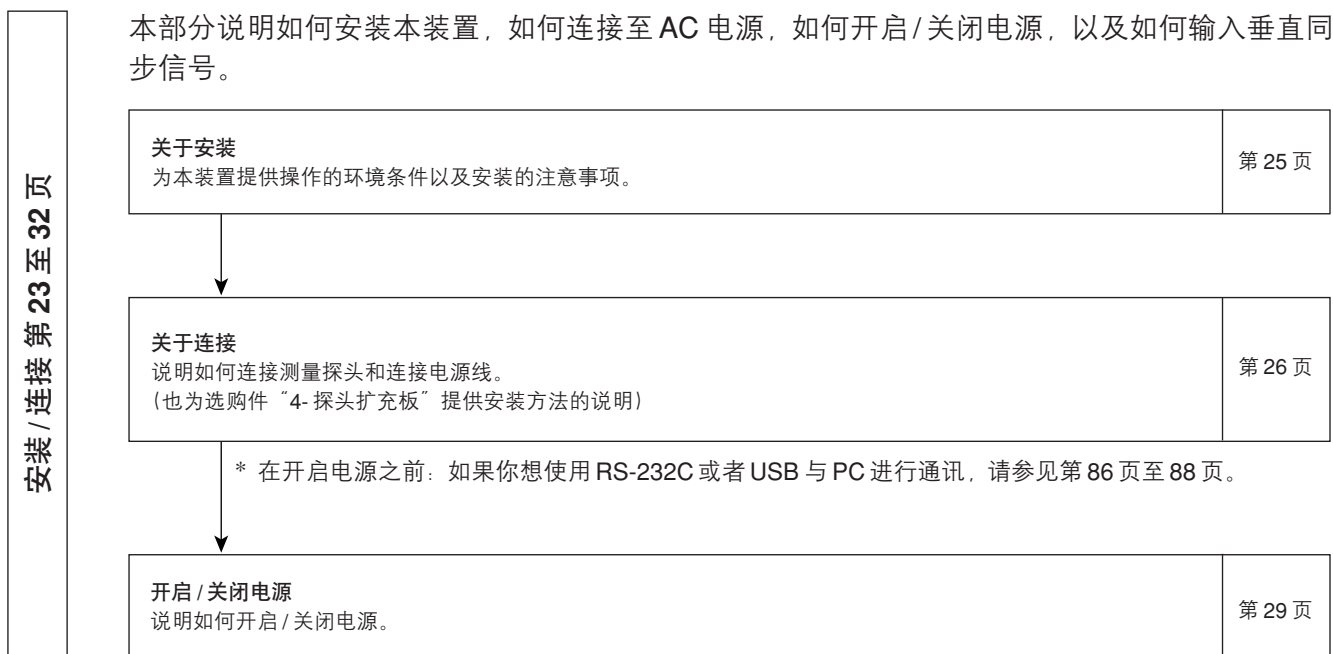 本部分说明如何安装本装置，如何连接至 AC 电源，如何开启/关闭电源，以及如何输入垂直同
步信号。
安装/连接 第 23 至 32 页
关于安装
为本装置提供操作的环境条件以及安装的注意事项。
第 25 页
关于连接
说明如何连接测量探头和连接电源线。
（也为选购件“4-探头扩充板”提供安装方法的说明）
第 26 页
* 在开启电源之前：如果你想使用 RS-232C 或者 USB 与 PC 进行通讯，请参见第 86 页至 88 页。
开启/关闭电源
说明如何开启/关闭电源。
第 29 页